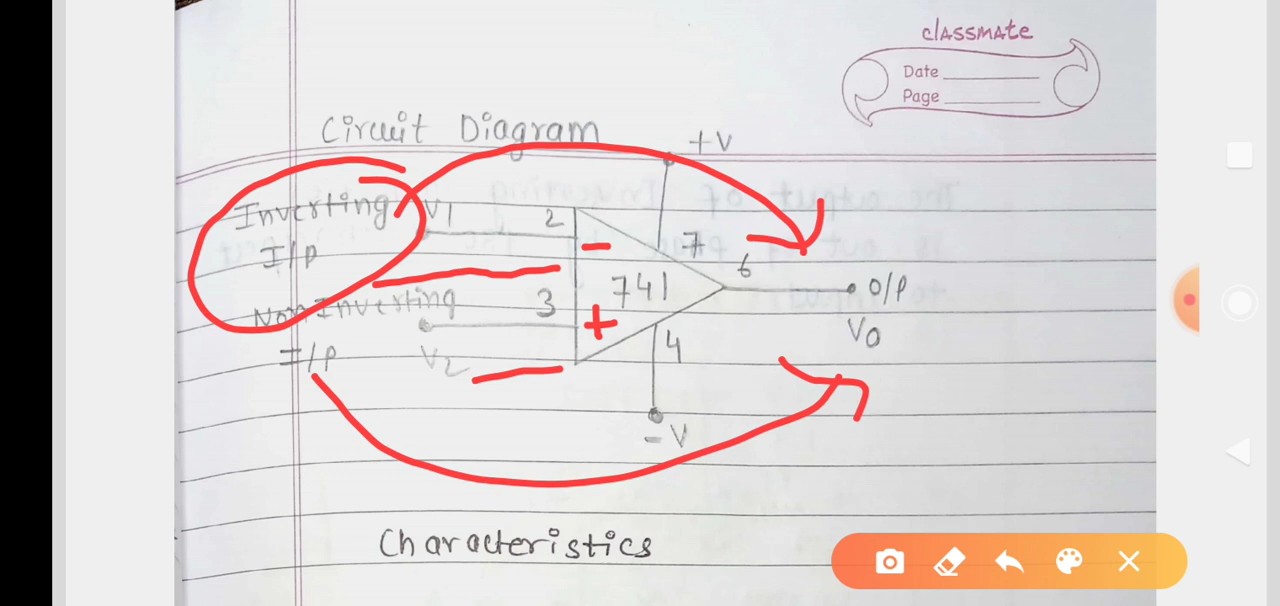 classmate
Date
Page
Circuit Diagram
+V
Inverting V1 2 - 7
I/P
741 6 O/P
Non Inverting 3 +
V0
I/P V2 4
-V
Characteristics